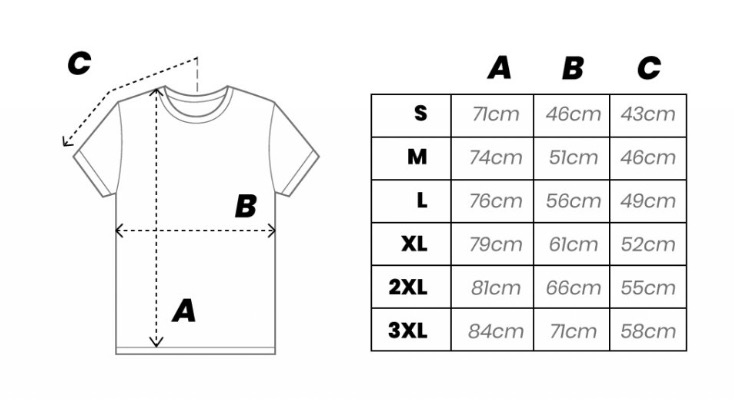 C
B
A
A B C
S 71cm 46cm 43cm
M 74cm 51cm 46cm
L 76cm 56cm 49cm
XL 79cm 61cm 52cm
2XL 81cm 66cm 55cm
3XL 84cm 71cm 58cm